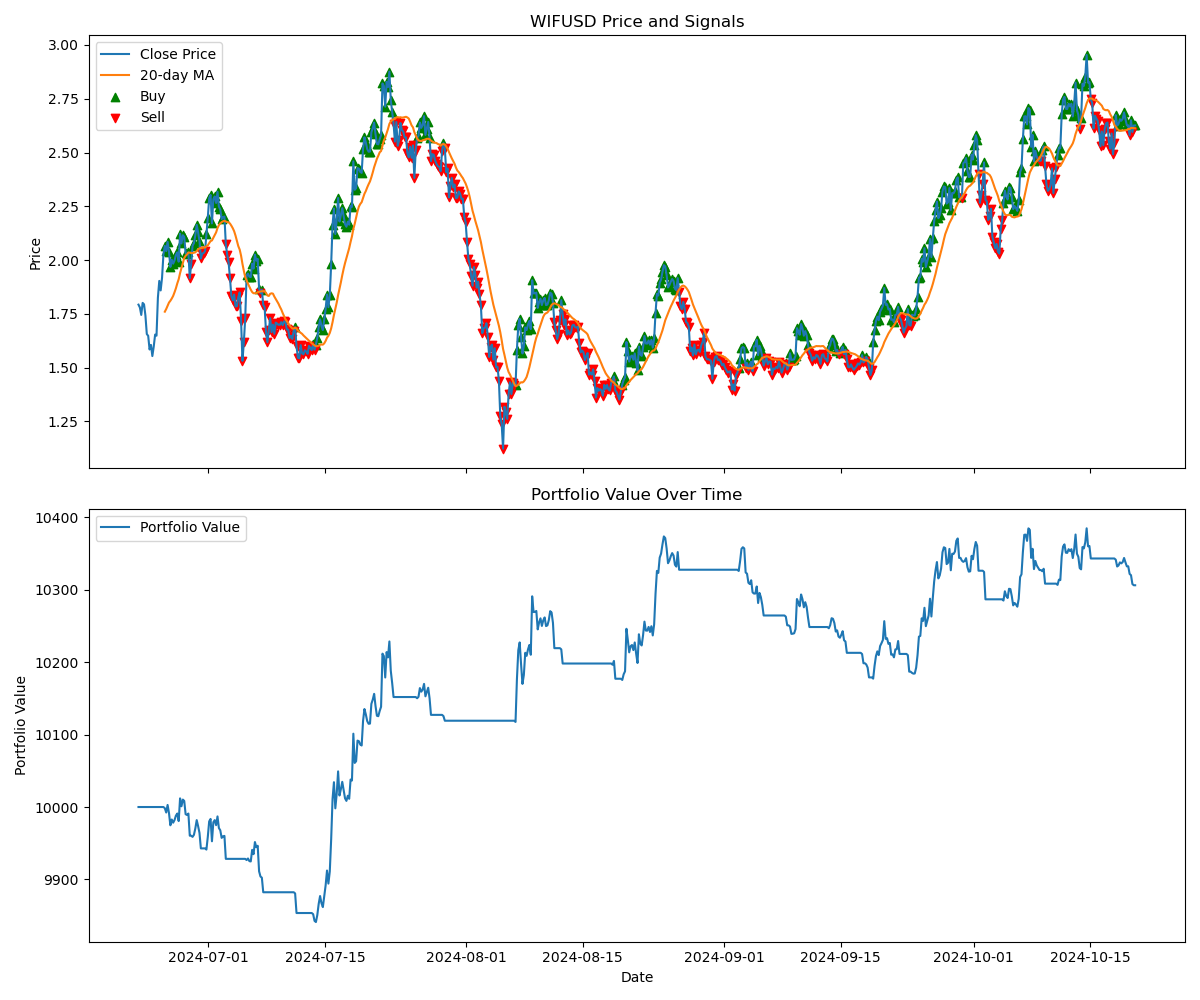 WIFUSD Price and Signals
3.00
2.75
2.50
2.25
2.00
1.75
1.50
1.25
Price
Close Price
20-day MA
Buy
Sell
Portfolio Value Over Time
10400
10300
10200
10100
10000
9900
Portfolio Value
Portfolio Value
2024-07-01
2024-07-15
2024-08-01
2024-08-15
2024-09-01
2024-09-15
2024-10-01
2024-10-15
Date